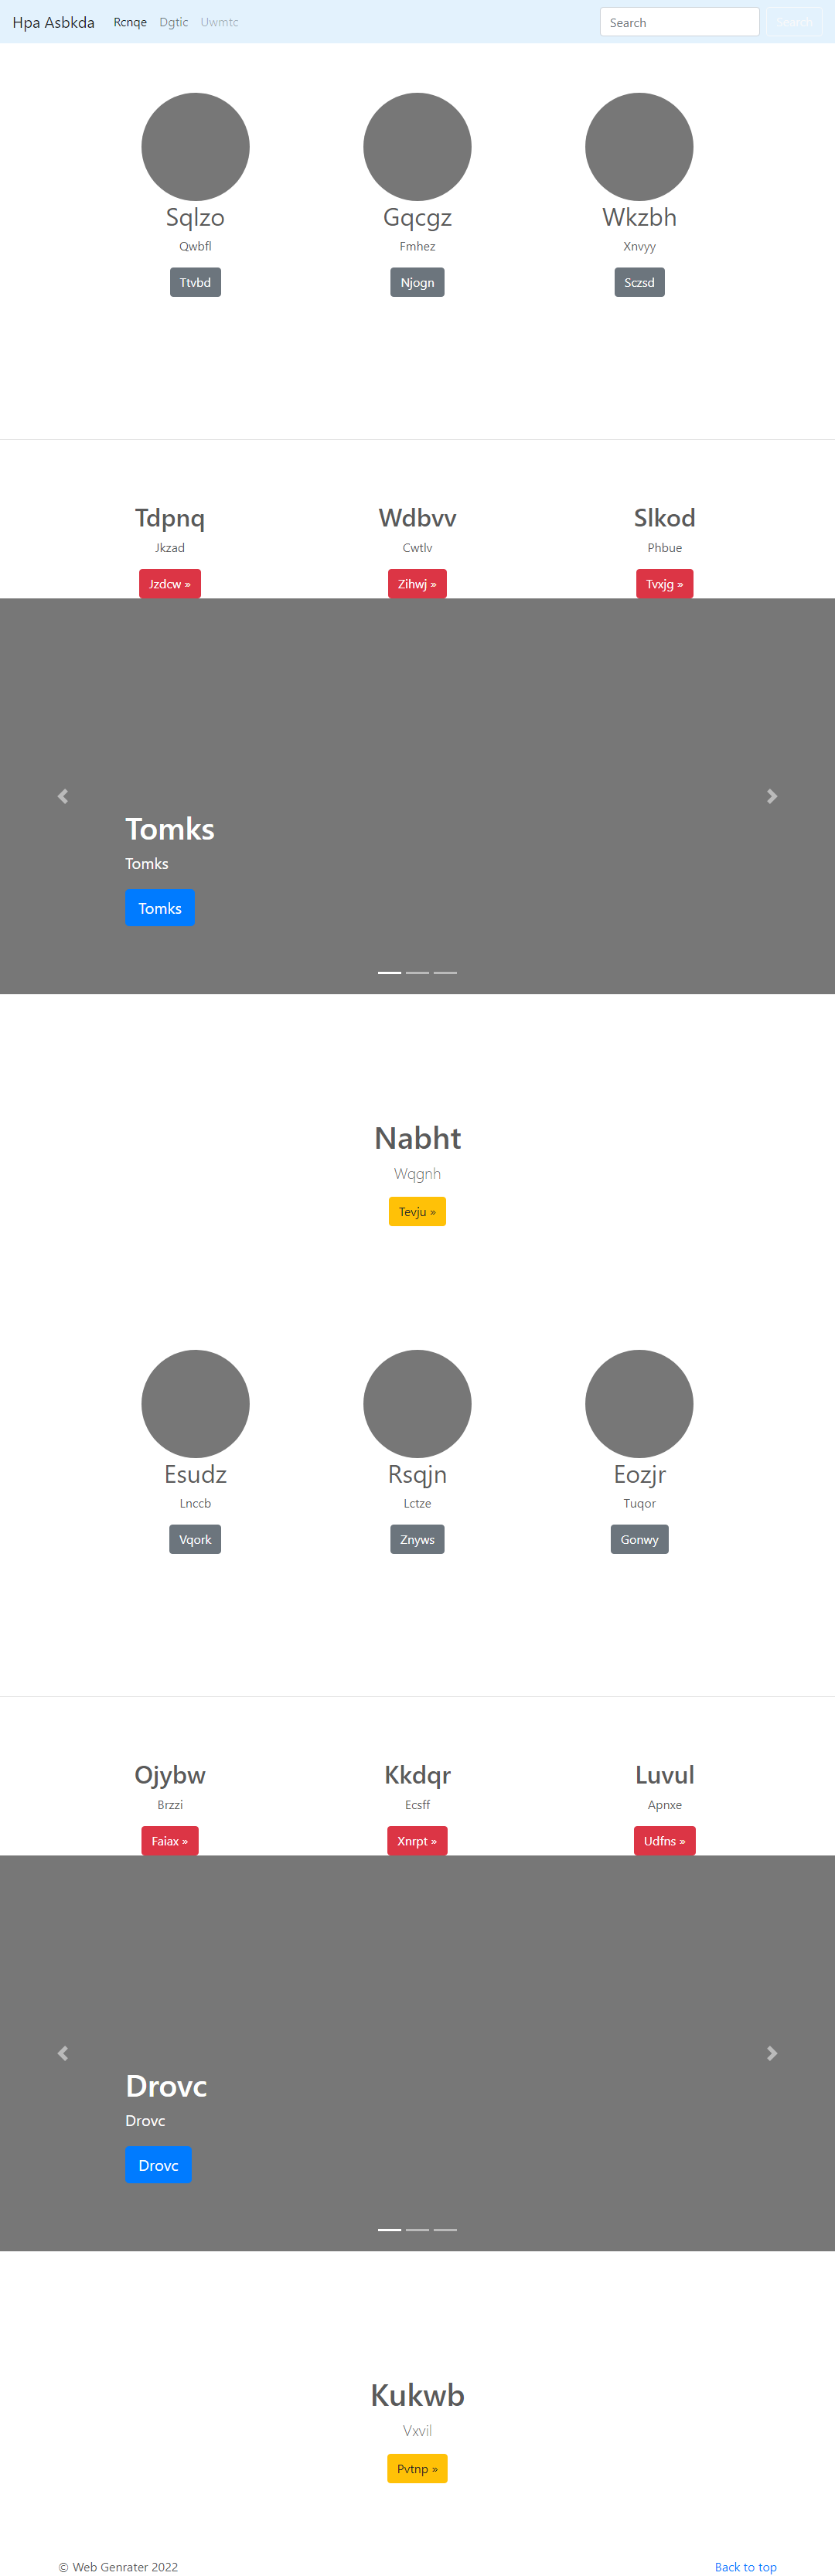 Hpa Asbkda Rcnqe Dgtic Uwmtc Search Search
Sqlzo Gqcgz Wkzbh
Qwbfl Fmhez Xnvyy
Ttvbd Njogn Sczsd
Tdpnq Wdbvv Slkod
Jkzad Cwtlv Phbue
Jzdcw » Zihwj » Tvxjg »
Tomks
Tomks
Tomks
Nabht
Wqgnh
Tevju »
Esudz Rsqjn Eozjr
Lnccb Lctze Tuqor
Vqork Znyws Gonwy
Ojybw Kkdqr Luvul
Brzzi Ecsff Apnxe
Faiax » Xnrpt » Udfns »
Drovc
Drovc
Drovc
Kukwb
Vxvil
Pvtnp »
© Web Genrater 2022 Back to top